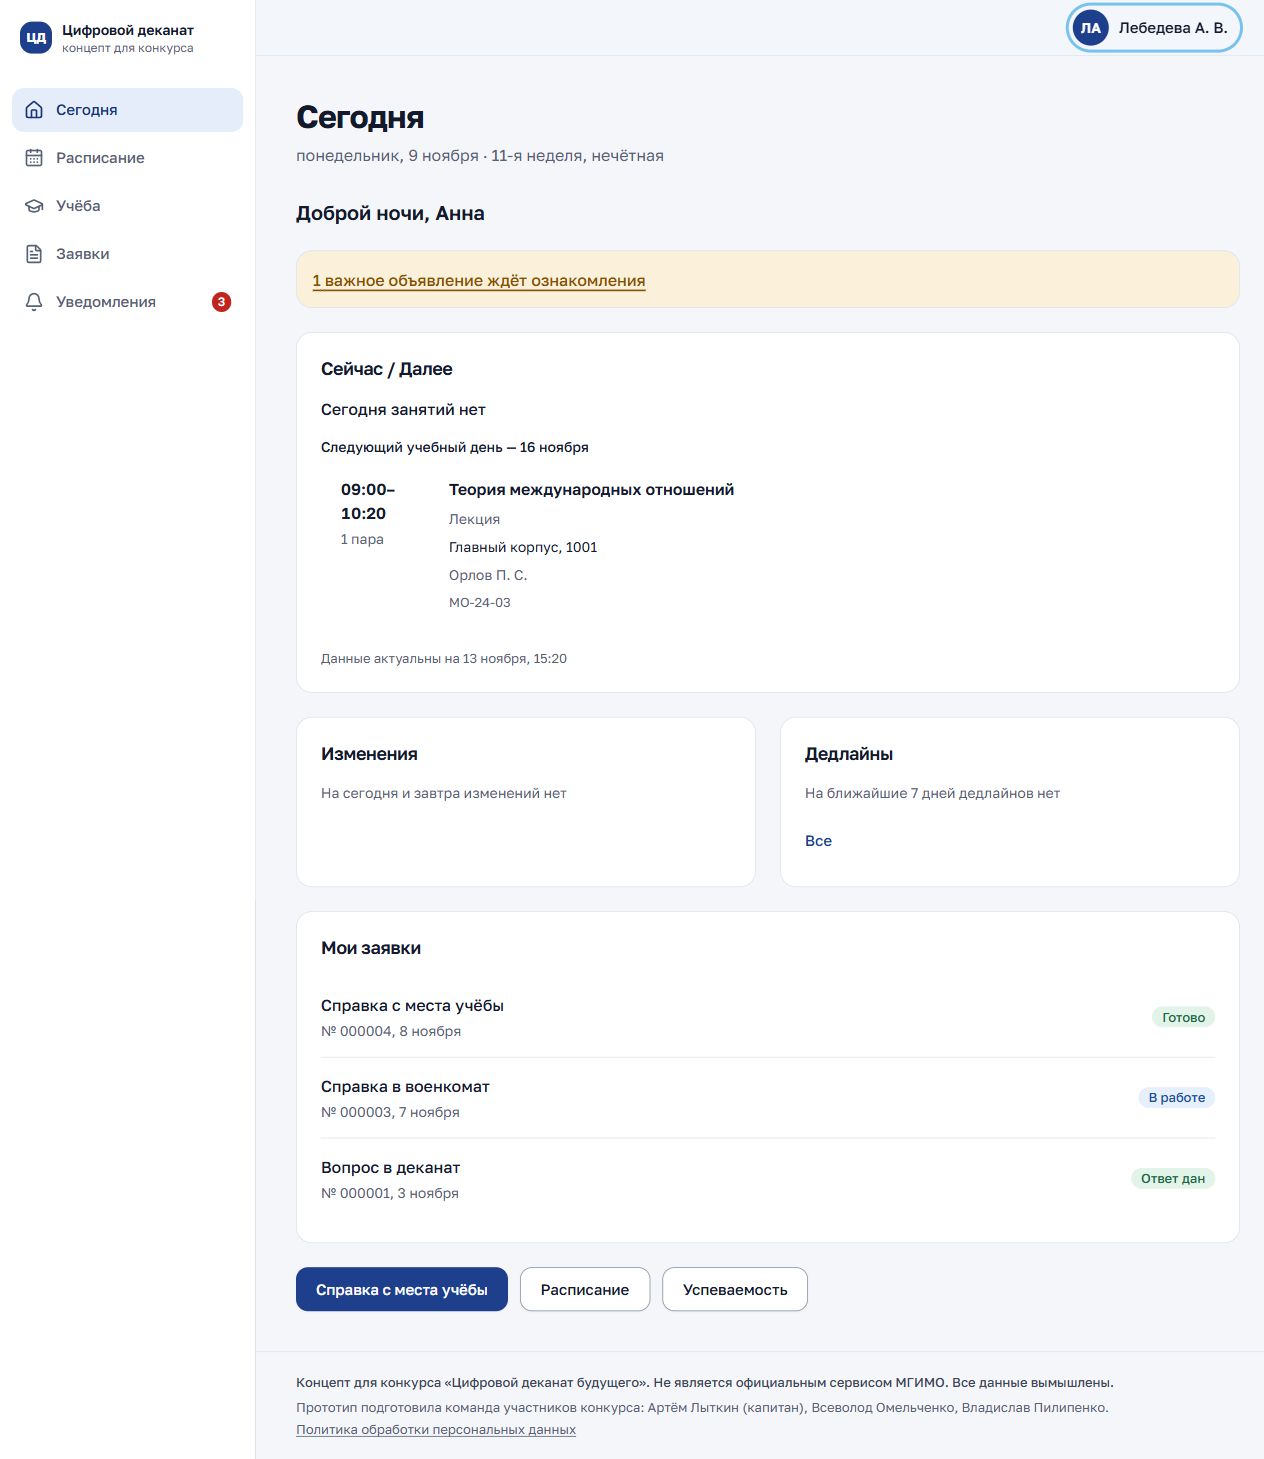 ЦД
Цифровой деканат
концепт для конкурса
ЛА
Лебедева А. В.
Сегодня
Расписание
Учёба
Заявки
Уведомления
3
Сегодня
понедельник, 9 ноября · 11-я неделя, нечётная
Доброй ночи, Анна
1 важное объявление ждёт ознакомления
Сейчас / Далее
Сегодня занятий нет
Следующий учебный день — 16 ноября
09:00–
10:20
1 пара
Теория международных отношений
Лекция
Главный корпус, 1001
Орлов П. С.
МО-24-03
Данные актуальны на 13 ноября, 15:20
Изменения
На сегодня и завтра изменений нет
Дедлайны
На ближайшие 7 дней дедлайнов нет
Все
Мои заявки
Справка с места учёбы
№ 000004, 8 ноября
Готово
Справка в военкомат
№ 000003, 7 ноября
В работе
Вопрос в деканат
№ 000001, 3 ноября
Ответ дан
Справка с места учёбы
Расписание
Успеваемость
Концепт для конкурса «Цифровой деканат будущего». Не является официальным сервисом МГИМО. Все данные вымышлены.
Прототип подготовила команда участников конкурса: Артём Лыткин (капитан), Всеволод Омельченко, Владислав Пилипенко.
Политика обработки персональных данных